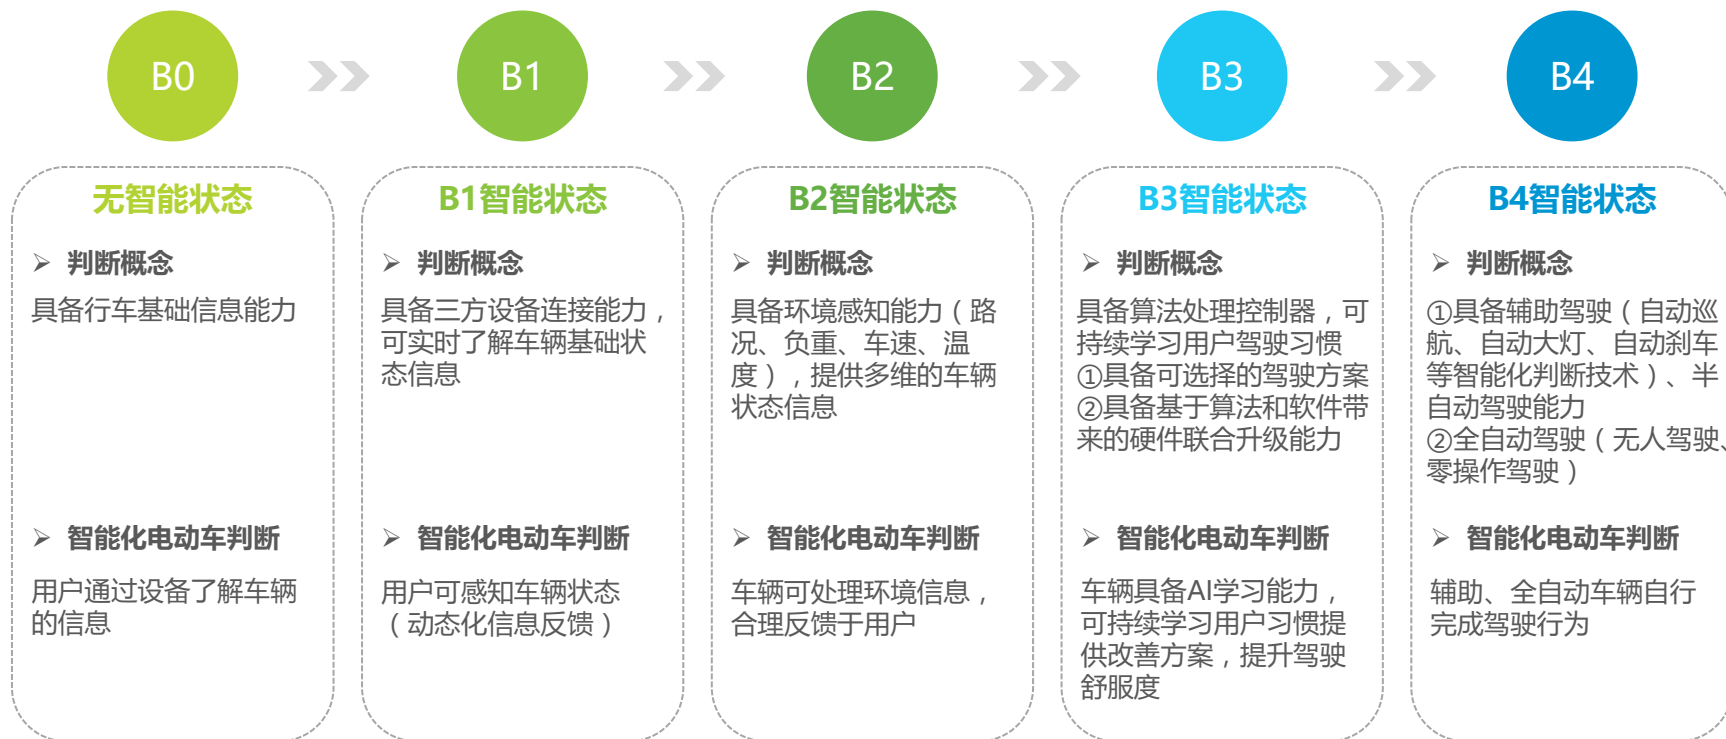 B0
B1
B2
B3
B4
无智能状态
➢ 判断概念
具备行车基础信息能力
➢ 智能化电动车判断
用户通过设备了解车辆
的信息
B1智能状态
➢ 判断概念
具备三方设备连接能力，
可实时了解车辆基础状
态信息
➢ 智能化电动车判断
用户可感知车辆状态
（动态化信息反馈）
B2智能状态
➢ 判断概念
具备环境感知能力（路
况、负重、车速、温
度），提供多维的车辆
状态信息
➢ 智能化电动车判断
车辆可处理环境信息，
合理反馈于用户
B3智能状态
➢ 判断概念
具备算法处理控制器，可
持续学习用户驾驶习惯
①具备可选择的驾驶方案
②具备基于算法和软件带
来的硬件联合升级能力
➢ 智能化电动车判断
车辆具备AI学习能力，
可持续学习用户习惯提
供改善方案，提升驾驶
舒服度
B4智能状态
➢ 判断概念
①具备辅助驾驶（自动巡
航、自动大灯、自动刹车
等智能化判断技术）、半
自动驾驶能力
②全自动驾驶（无人驾驶、
零操作驾驶）
➢ 智能化电动车判断
辅助、全自动车辆自行
完成驾驶行为